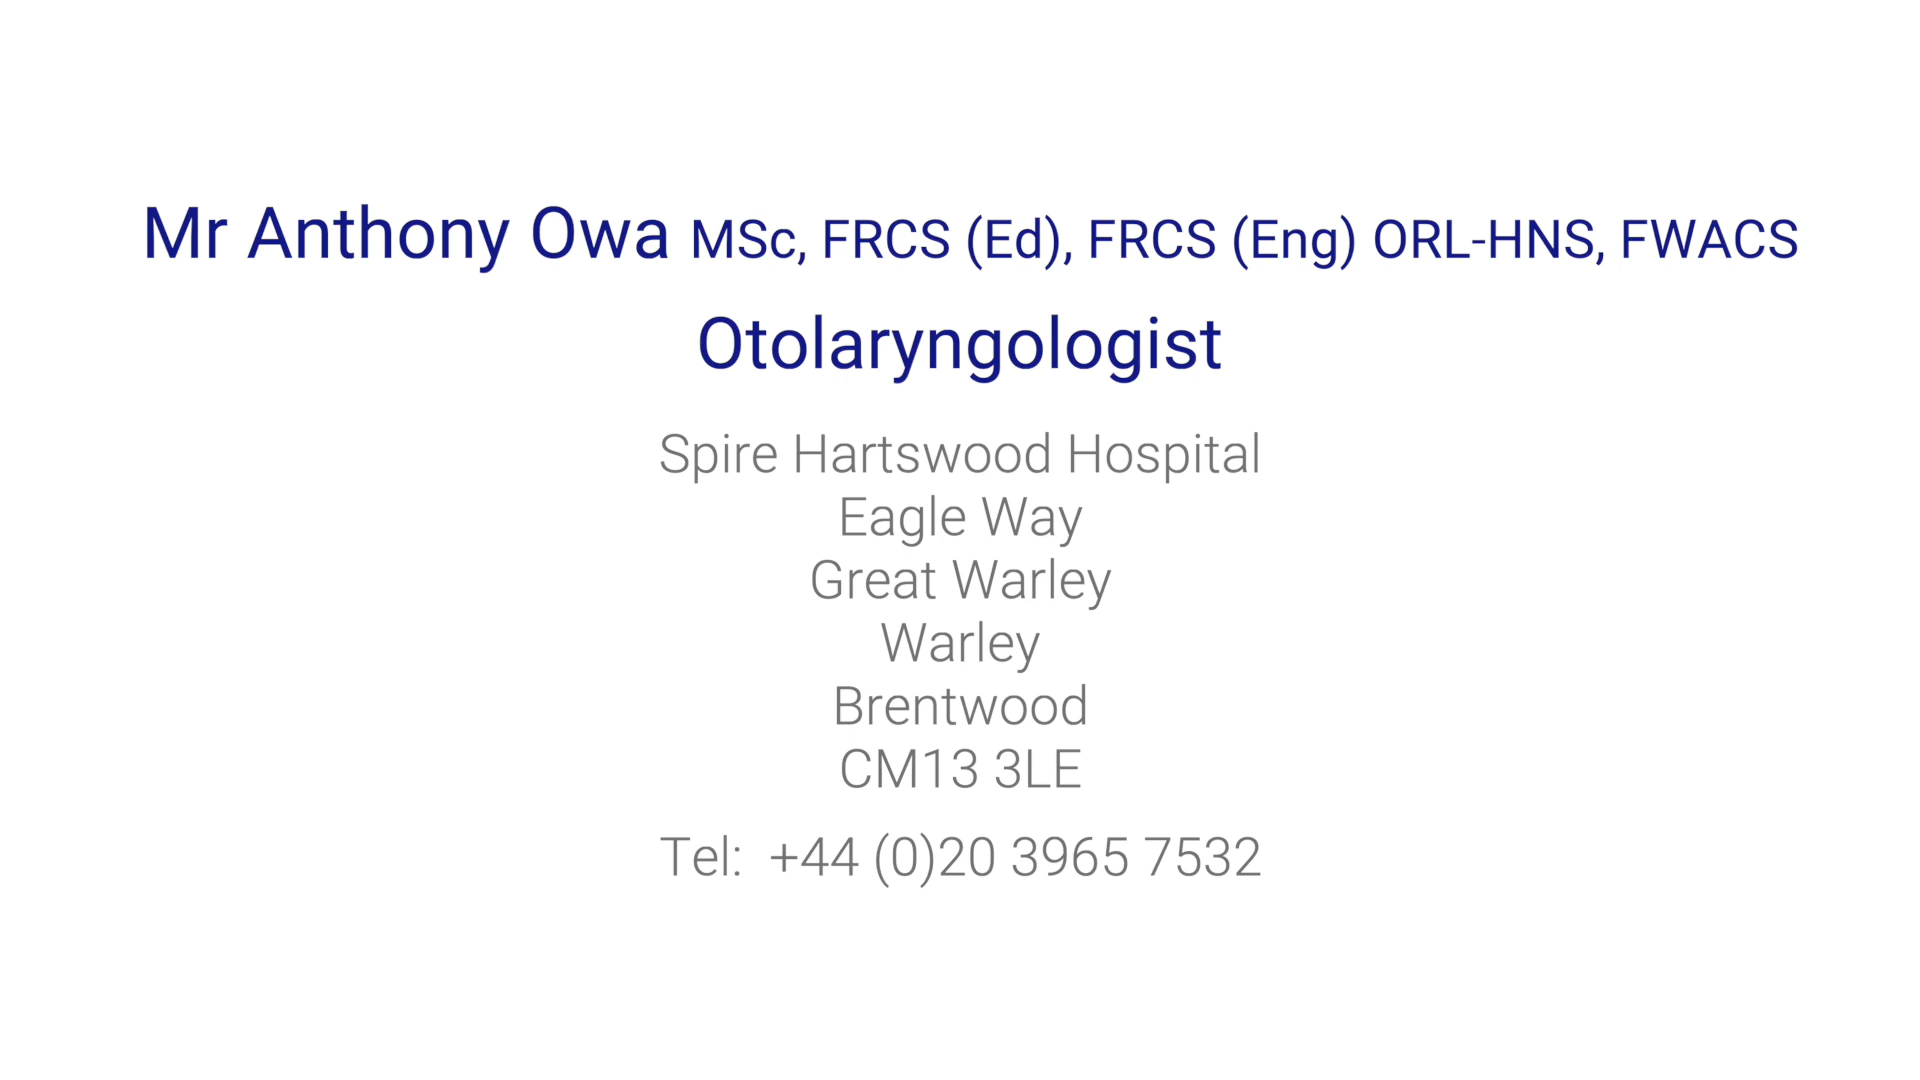 Mr Anthony Owa MSc, FRCS (Ed), FRCS (Eng) ORL-HNS, FWACS
Otolaryngologist
Spire Hartswood Hospital
Eagle Way
Great Warley
Warley
Brentwood
CM13 3LE
Tel:  +44 (0)20 3965 7532